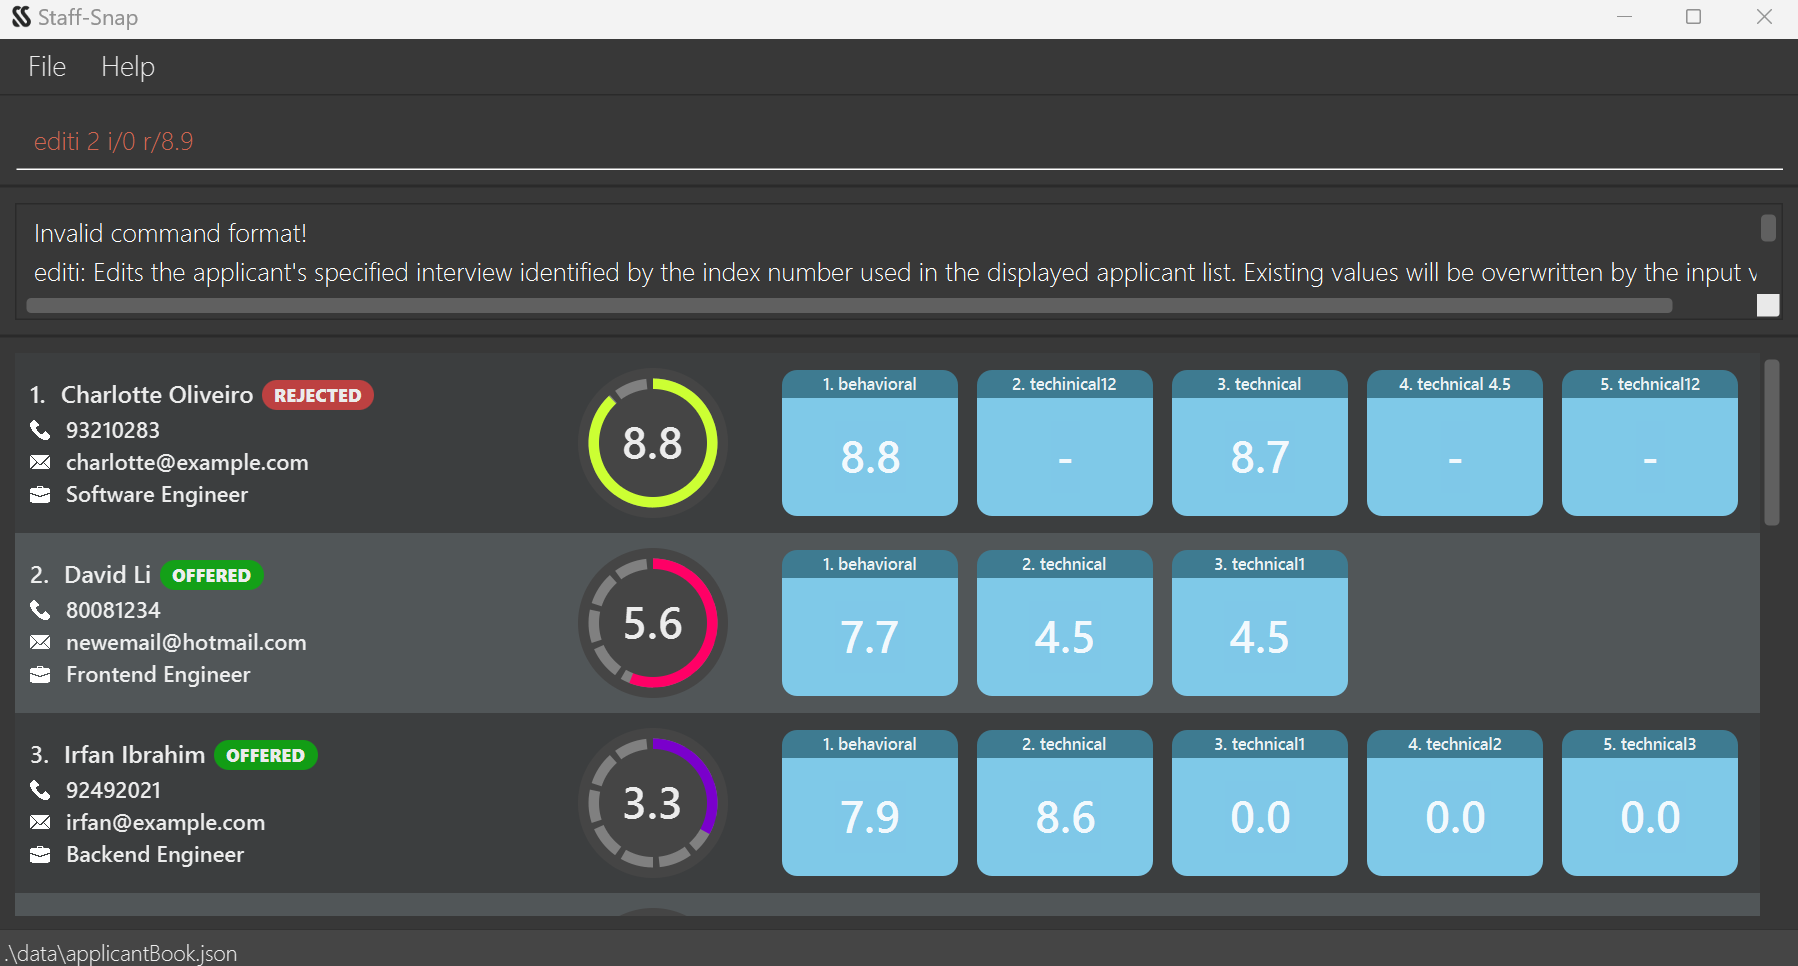 Staff-Snap
File Help
editi 2 i/0 r/8.9
Invalid command format!
editi: Edits the applicant's specified interview identified by the index number used in the displayed applicant list. Existing values will be overwritten by the input v
1. Charlotte Oliveiro REJECTED
93210283
charlotte@example.com
Software Engineer
8.8
1. behavioral
8.8
2. techinical12
-
3. technical
8.7
4. technical 4.5
-
5. technical12
-
2. David Li OFFERED
80081234
newemail@hotmail.com
Frontend Engineer
5.6
1. behavioral
7.7
2. technical
4.5
3. technical1
4.5
3. Irfan Ibrahim OFFERED
92492021
irfan@example.com
Backend Engineer
3.3
1. behavioral
7.9
2. technical
8.6
3. technical1
0.0
4. technical2
0.0
5. technical3
0.0
.\data\applicantBook.json